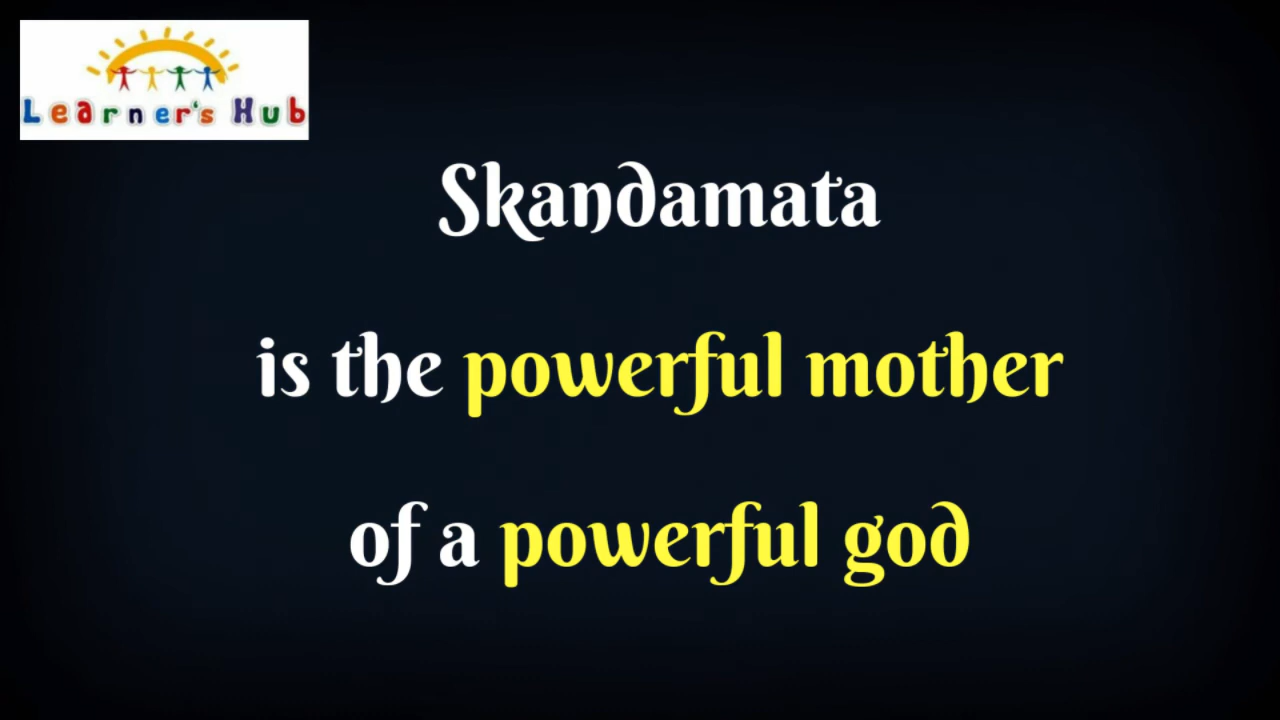 Learner's Hub
Skandamata
is the powerful mother
of a powerful god